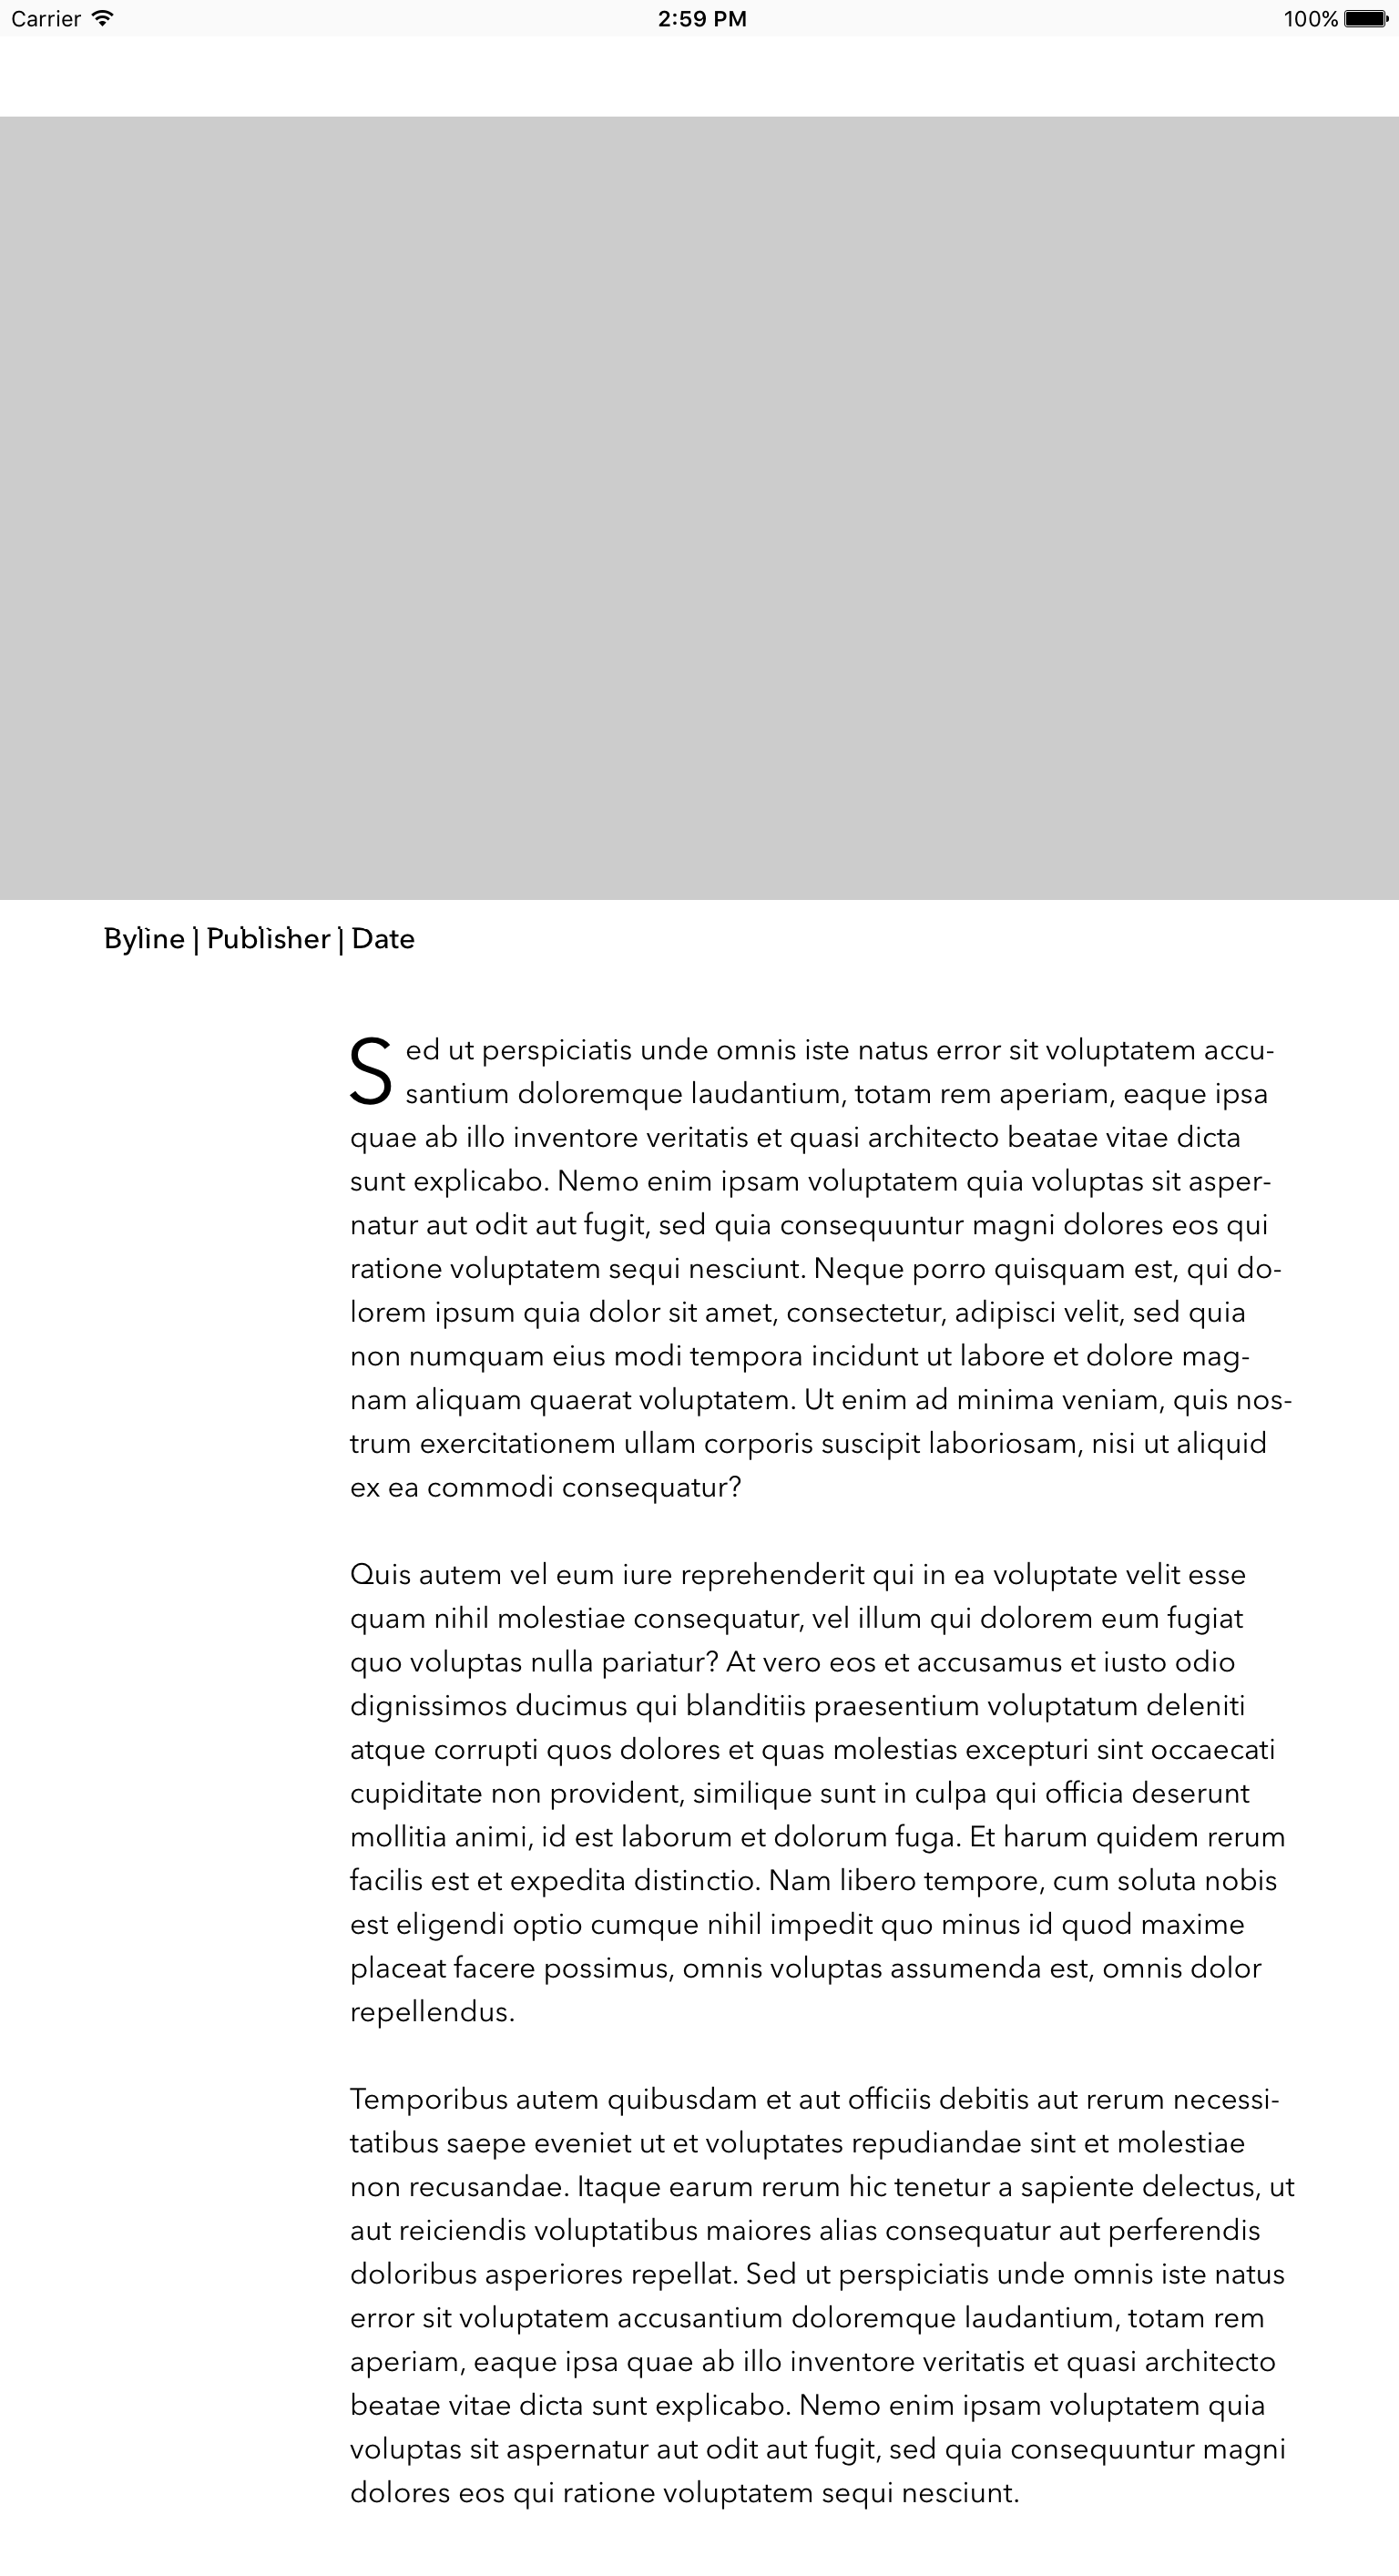 Carrier
2:59 PM
100%
Byline | Publisher | Date
Sed ut perspiciatis unde omnis iste natus error sit voluptatem accu-
santium doloremque laudantium, totam rem aperiam, eaque ipsa
quae ab illo inventore veritatis et quasi architecto beatae vitae dicta
sunt explicabo. Nemo enim ipsam voluptatem quia voluptas sit asper-
natur aut odit aut fugit, sed quia consequuntur magni dolores eos qui
ratione voluptatem sequi nesciunt. Neque porro quisquam est, qui do-
lorem ipsum quia dolor sit amet, consectetur, adipisci velit, sed quia
non numquam eius modi tempora incidunt ut labore et dolore mag-
nam aliquam quaerat voluptatem. Ut enim ad minima veniam, quis nos-
trum exercitationem ullam corporis suscipit laboriosam, nisi ut aliquid
ex ea commodi consequatur?
Quis autem vel eum iure reprehenderit qui in ea voluptate velit esse
quam nihil molestiae consequatur, vel illum qui dolorem eum fugiat
quo voluptas nulla pariatur? At vero eos et accusamus et iusto odio
dignissimos ducimus qui blanditiis praesentium voluptatum deleniti
atque corrupti quos dolores et quas molestias excepturi sint occaecati
cupiditate non provident, similique sunt in culpa qui officia deserunt
mollitia animi, id est laborum et dolorum fuga. Et harum quidem rerum
facilis est et expedita distinctio. Nam libero tempore, cum soluta nobis
est eligendi optio cumque nihil impedit quo minus id quod maxime
placeat facere possimus, omnis voluptas assumenda est, omnis dolor
repellendus.
Temporibus autem quibusdam et aut officiis debitis aut rerum necessi-
tatibus saepe eveniet ut et voluptates repudiandae sint et molestiae
non recusandae. Itaque earum rerum hic tenetur a sapiente delectus, ut
aut reiciendis voluptatibus maiores alias consequatur aut perferendis
doloribus asperiores repellat. Sed ut perspiciatis unde omnis iste natus
error sit voluptatem accusantium doloremque laudantium, totam rem
aperiam, eaque ipsa quae ab illo inventore veritatis et quasi architecto
beatae vitae dicta sunt explicabo. Nemo enim ipsam voluptatem quia
voluptas sit aspernatur aut odit aut fugit, sed quia consequuntur magni
dolores eos qui ratione voluptatem sequi nesciunt.